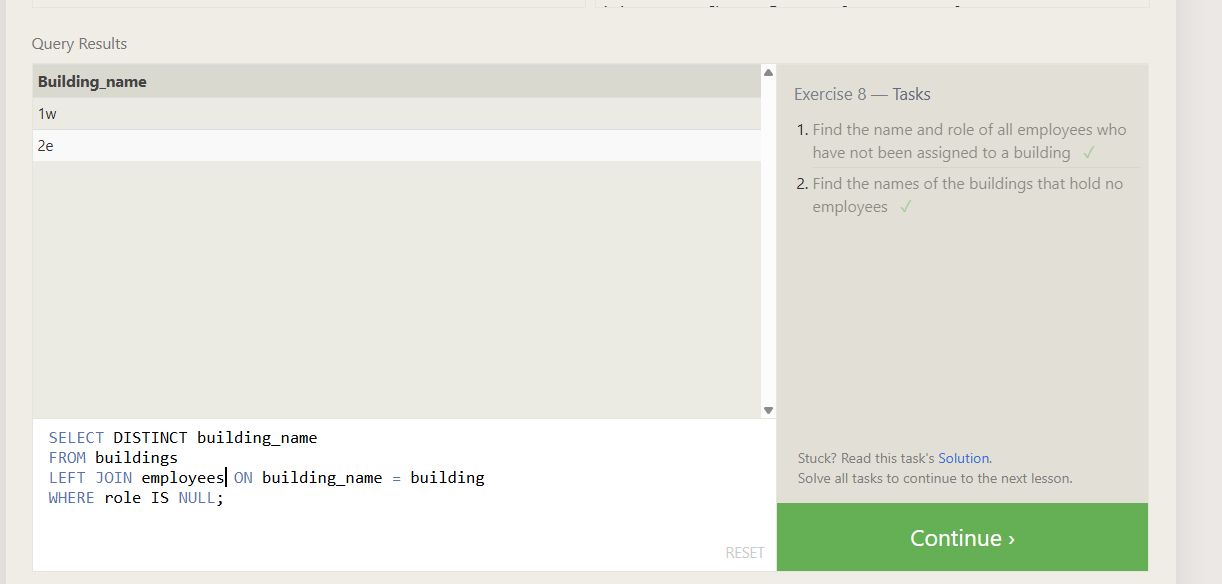 Query Results
Building_name
1w
2e
Exercise 8 — Tasks
1. Find the name and role of all employees who
have not been assigned to a building ✓
2. Find the names of the buildings that hold no
employees ✓
SELECT DISTINCT building_name
FROM buildings
LEFT JOIN employees ON building_name = building
WHERE role IS NULL;
RESET
Stuck? Read this task's Solution.
Solve all tasks to continue to the next lesson.
Continue ›